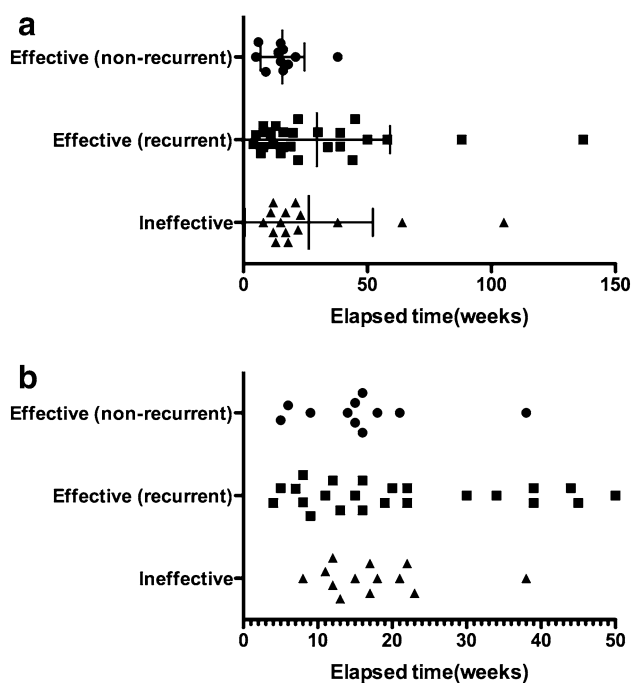 a
Effective (non-recurrent)
Effective (recurrent)
Ineffective
0 50 100 150
Elapsed time(weeks)
b
Effective (non-recurrent)
Effective (recurrent)
Ineffective
0 10 20 30 40 50
Elapsed time(weeks)